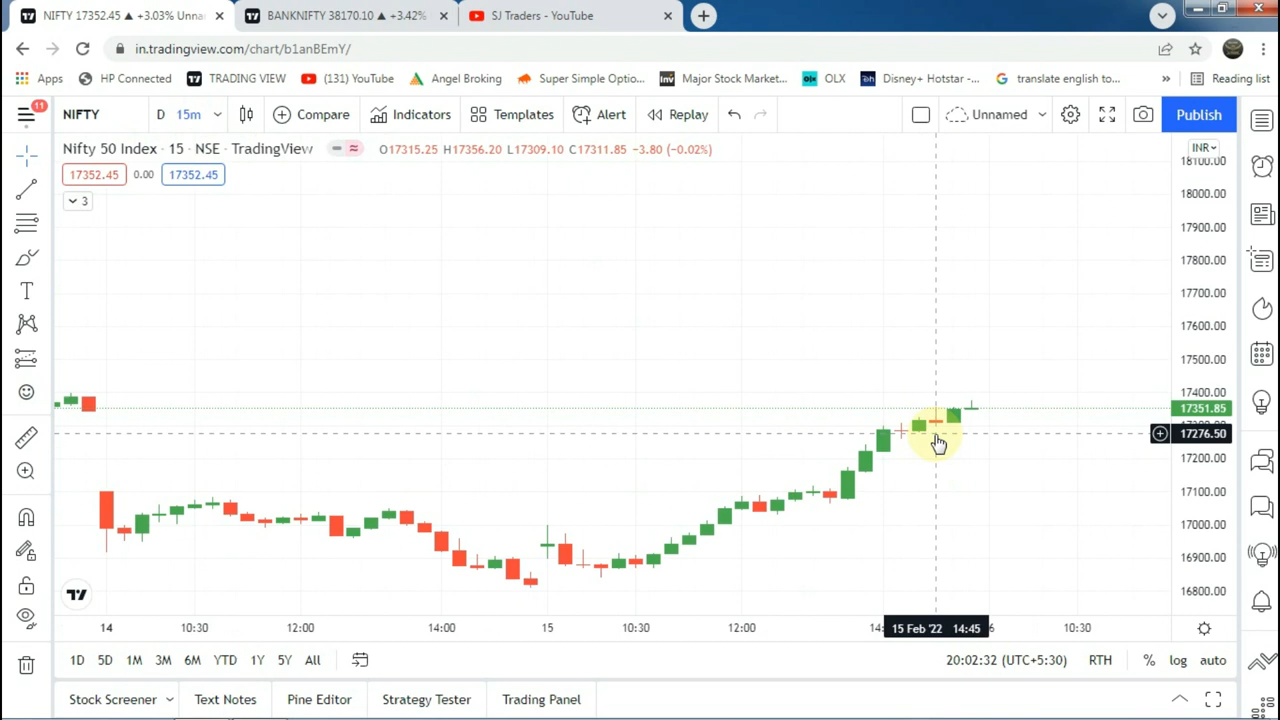 NIFTY 17352.45 ▲ +3.03% Unna
BANKNIFTY 38170.10 ▲ +3.42%
SJ Traders - YouTube
in.tradingview.com/chart/b1anBEmY/
Apps
HP Connected
TRADING VIEW
(131) YouTube
Angel Broking
Super Simple Optio...
Major Stock Market...
OLX
Disney+ Hotstar -...
translate english to...
»
Reading list
11
NIFTY
D
15m
Compare
Indicators
Templates
Alert
Replay
Unnamed
Publish
Nifty 50 Index · 15 · NSE · TradingView
O17315.25 H17356.20 L17309.10 C17311.85 −3.80 (−0.02%)
INR
17352.45
0.00
17352.45
3
18100.00
18000.00
17900.00
17800.00
17700.00
17600.00
17500.00
17400.00
17351.85
17276.50
17200.00
17100.00
17000.00
16900.00
16800.00
14
10:30
12:00
14:00
15
10:30
12:00
15 Feb '22 14:45
10:30
1D
5D
1M
3M
6M
YTD
1Y
5Y
All
20:02:32 (UTC+5:30)
RTH
%
log
auto
Stock Screener
Text Notes
Pine Editor
Strategy Tester
Trading Panel